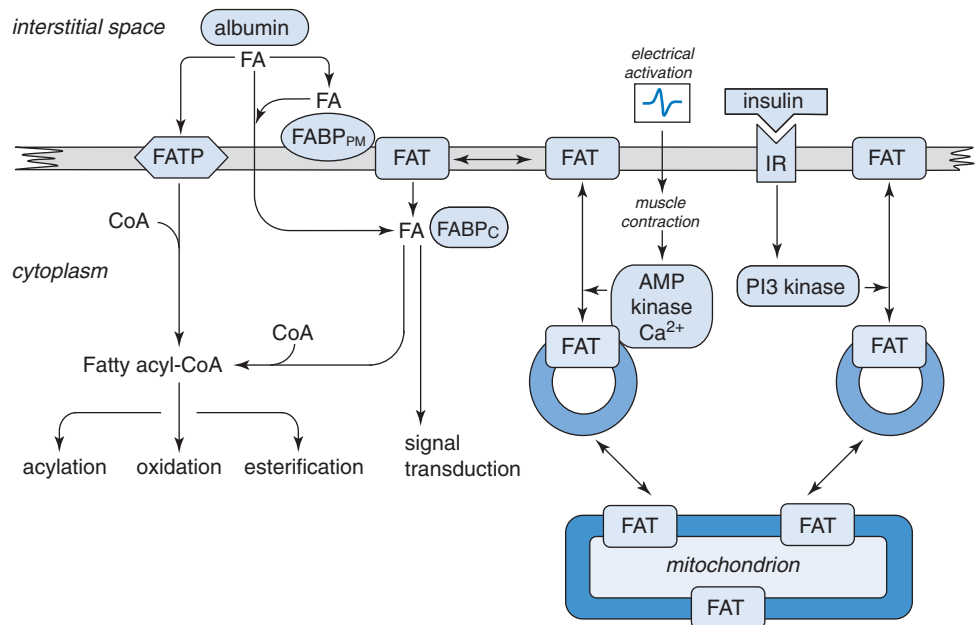 interstitial space
albumin
FA
FA
electrical
activation
insulin
FATP
FABPPM
FAT
FAT
IR
FAT
CoA
FA
FABPC
muscle
contraction
cytoplasm
AMP
kinase
Ca2+
PI3 kinase
CoA
Fatty acyl-CoA
FAT
FAT
acylation
oxidation
esterification
signal
transduction
FAT
FAT
mitochondrion
FAT